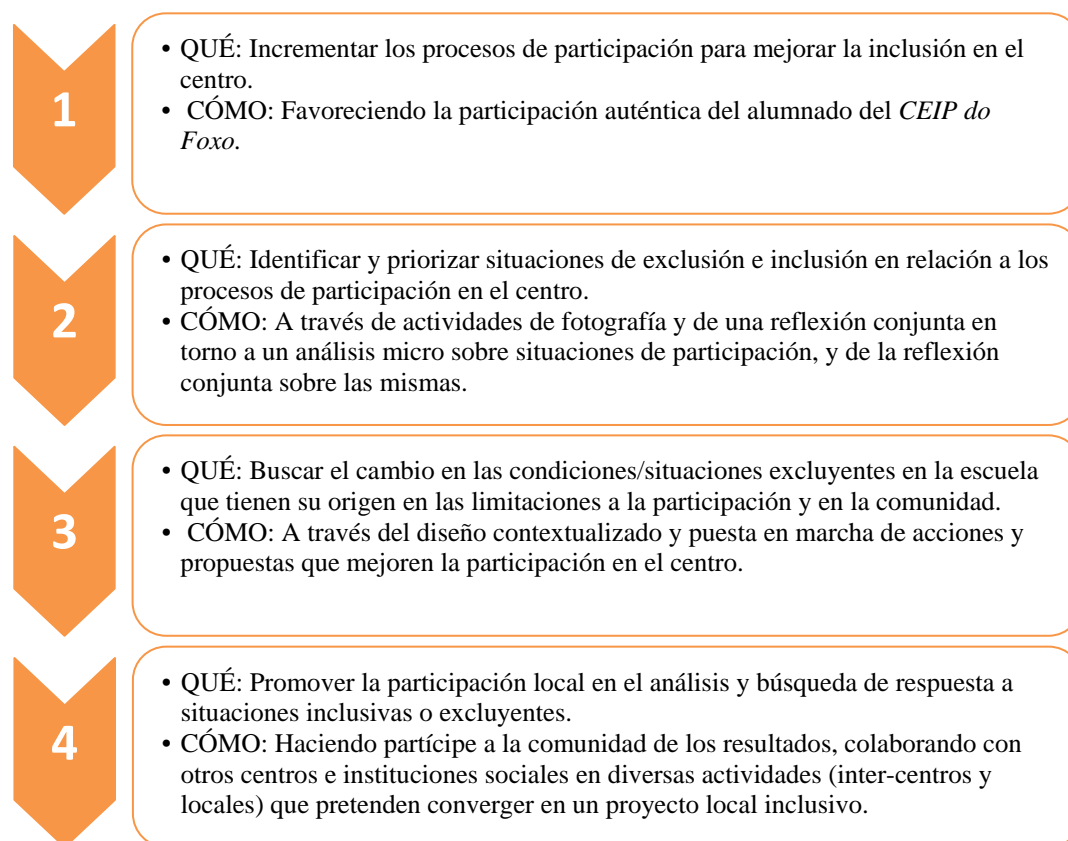 1
• QUÉ: Incrementar los procesos de participación para mejorar la inclusión en el
centro.
• CÓMO: Favoreciendo la participación auténtica del alumnado del CEIP do
Foxo.
2
• QUÉ: Identificar y priorizar situaciones de exclusión e inclusión en relación a los
procesos de participación en el centro.
• CÓMO: A través de actividades de fotografía y de una reflexión conjunta en
torno a un análisis micro sobre situaciones de participación, y de la reflexión
conjunta sobre las mismas.
3
• QUÉ: Buscar el cambio en las condiciones/situaciones excluyentes en la escuela
que tienen su origen en las limitaciones a la participación y en la comunidad.
• CÓMO: A través del diseño contextualizado y puesta en marcha de acciones y
propuestas que mejoren la participación en el centro.
4
• QUÉ: Promover la participación local en el análisis y búsqueda de respuesta a
situaciones inclusivas o excluyentes.
• CÓMO: Haciendo partícipe a la comunidad de los resultados, colaborando con
otros centros e instituciones sociales en diversas actividades (inter-centros y
locales) que pretenden converger en un proyecto local inclusivo.